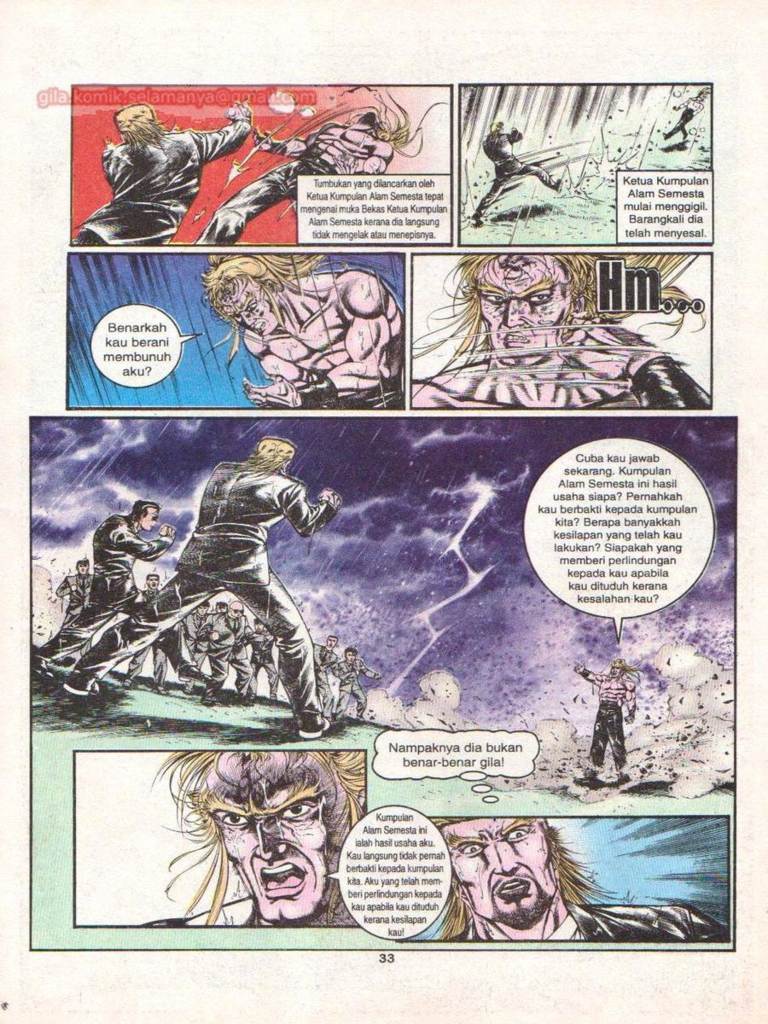 gila.komik.selamanya@gmail.com
Tumbukan yang dilancarkan oleh
Ketua Kumpulan Alam Semesta tepat
mengenai muka Bekas Ketua Kumpulan
Alam Semesta kerana dia langsung
tidak mengelak atau menepisnya.
Ketua Kumpulan
Alam Semesta
mulai menggigil.
Barangkali dia
telah menyesal.
Benarkah
kau berani
membunuh
aku?
Hm...
Cuba kau jawab
sekarang. Kumpulan
Alam Semesta ini hasil
usaha siapa? Pernahkah
kau berbakti kepada kumpulan
kita? Berapa banyakkah
kesilapan yang telah kau
lakukan? Siapakah yang
memberi perlindungan
kepada kau apabila
kau dituduh kerana
kesalahan kau?
Nampaknya dia bukan
benar-benar gila!
Kumpulan
Alam Semesta ini
ialah hasil usaha aku.
Kau langsung tidak pernah
berbakti kepada kumpulan
kita. Aku yang telah mem-
beri perlindungan kepada
kau apabila kau dituduh
kerana kesilapan
kau!
33